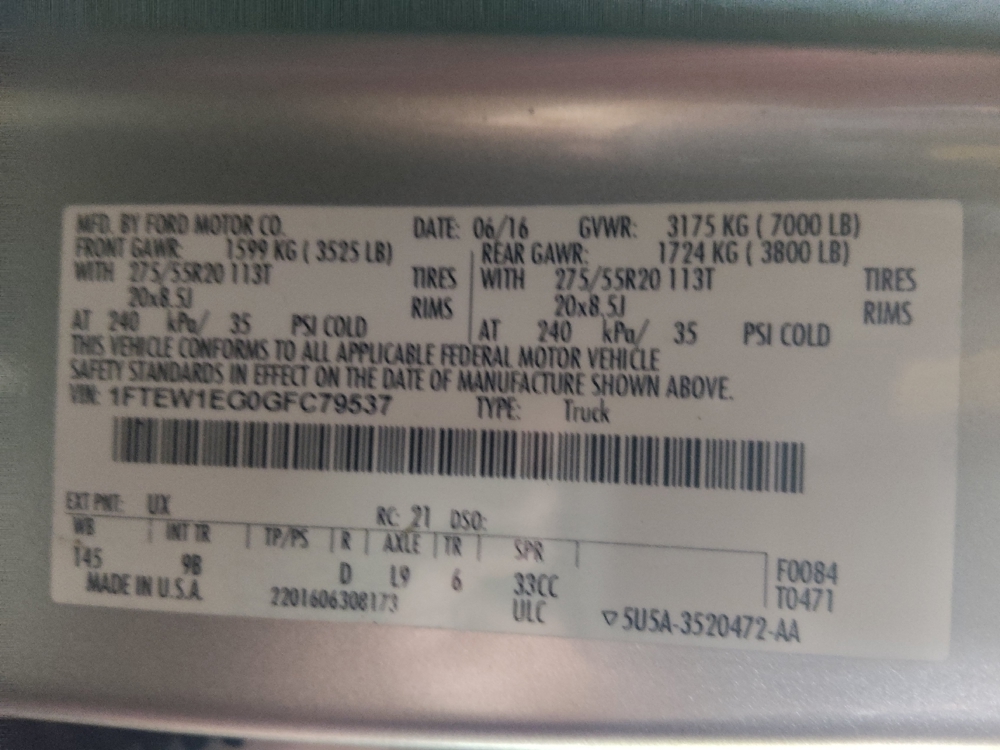 MFD. BY FORD MOTOR CO. DATE: 06/16 GVWR: 3175 KG ( 7000 LB)
FRONT GAWR: 1599 KG ( 3525 LB) REAR GAWR: 1724 KG ( 3800 LB)
WITH 275/55R20 113T TIRES WITH 275/55R20 113T TIRES
20x8.5J RIMS 20x8.5J RIMS
AT 240 kPa/ 35 PSI COLD AT 240 kPa/ 35 PSI COLD
THIS VEHICLE CONFORMS TO ALL APPLICABLE FEDERAL MOTOR VEHICLE
SAFETY STANDARDS IN EFFECT ON THE DATE OF MANUFACTURE SHOWN ABOVE.
VIN: 1FTEW1EG0GFC79537 TYPE: Truck
EXT PNT: UX RC: 21 DSO:
WB INT TR TP/PS R AXLE TR SPR
145 9B D L9 6 33CC F0084
MADE IN U.S.A. 2201606308173 ULC T0471
5U5A-3520472-AA